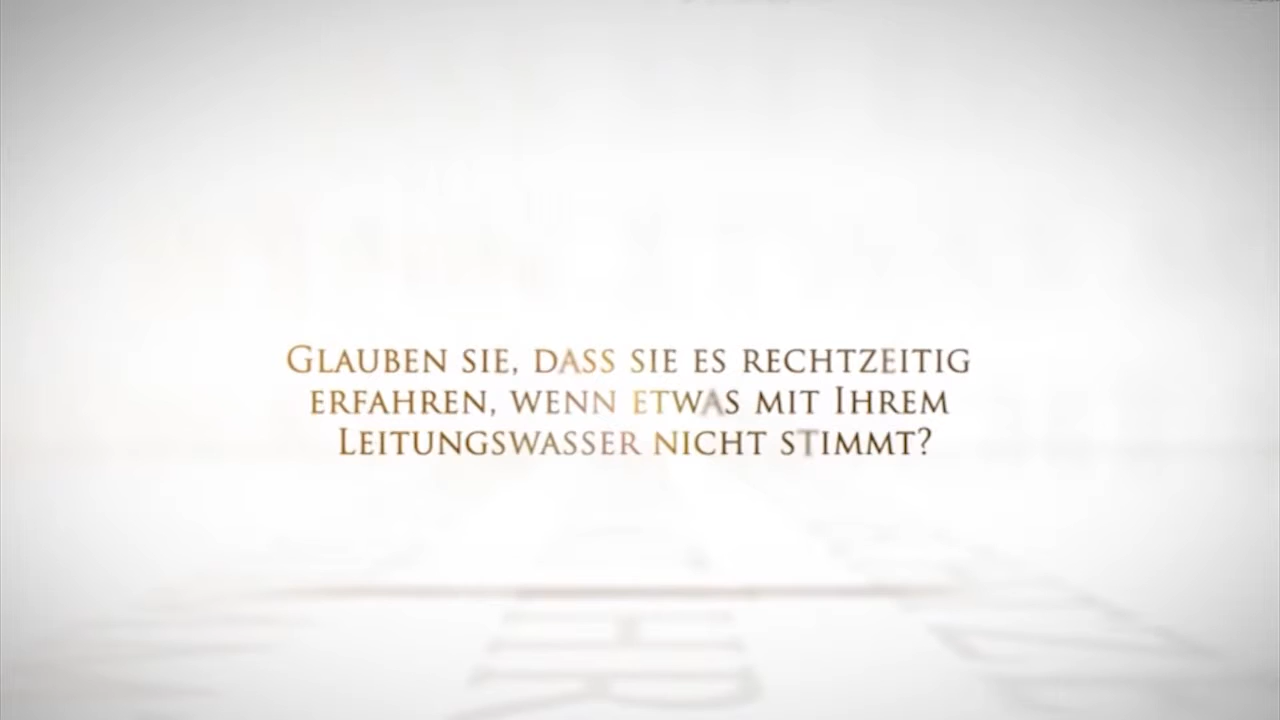 Glauben sie, dass sie es rechtzeitig
erfahren, wenn etwas mit Ihrem
Leitungswasser nicht stimmt?